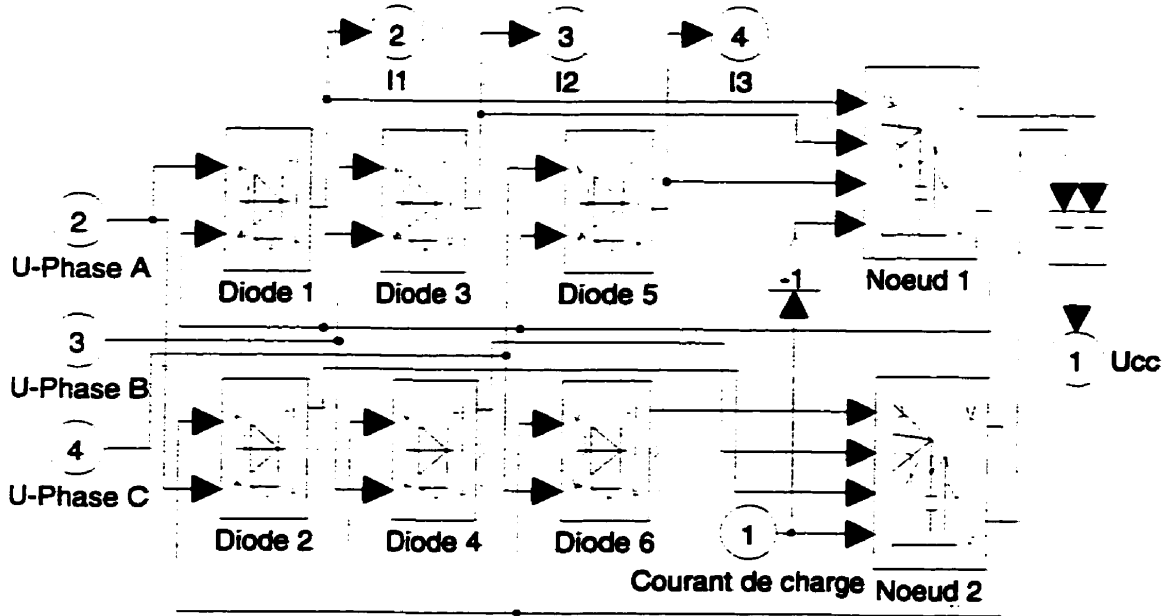 2
3
4
I1
I2
I3
2
U-Phase A
Diode 1
Diode 3
Diode 5
-1
Noeud 1
3
U-Phase B
1
Ucc
4
U-Phase C
Diode 2
Diode 4
Diode 6
1
Courant de charge
Noeud 2